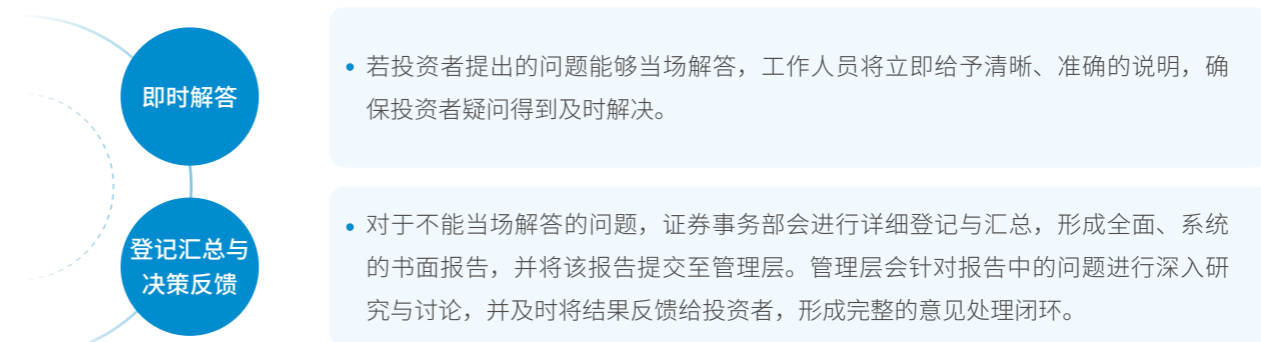 即时解答
若投资者提出的问题能够当场解答，工作人员将立即给予清晰、准确的说明，确
保投资者疑问得到及时解决。
登记汇总与
决策反馈
对于不能当场解答的问题，证券事务部会进行详细登记与汇总，形成全面、系统
的书面报告，并将该报告提交至管理层。管理层会针对报告中的问题进行深入研
究与讨论，并及时将结果反馈给投资者，形成完整的意见处理闭环。